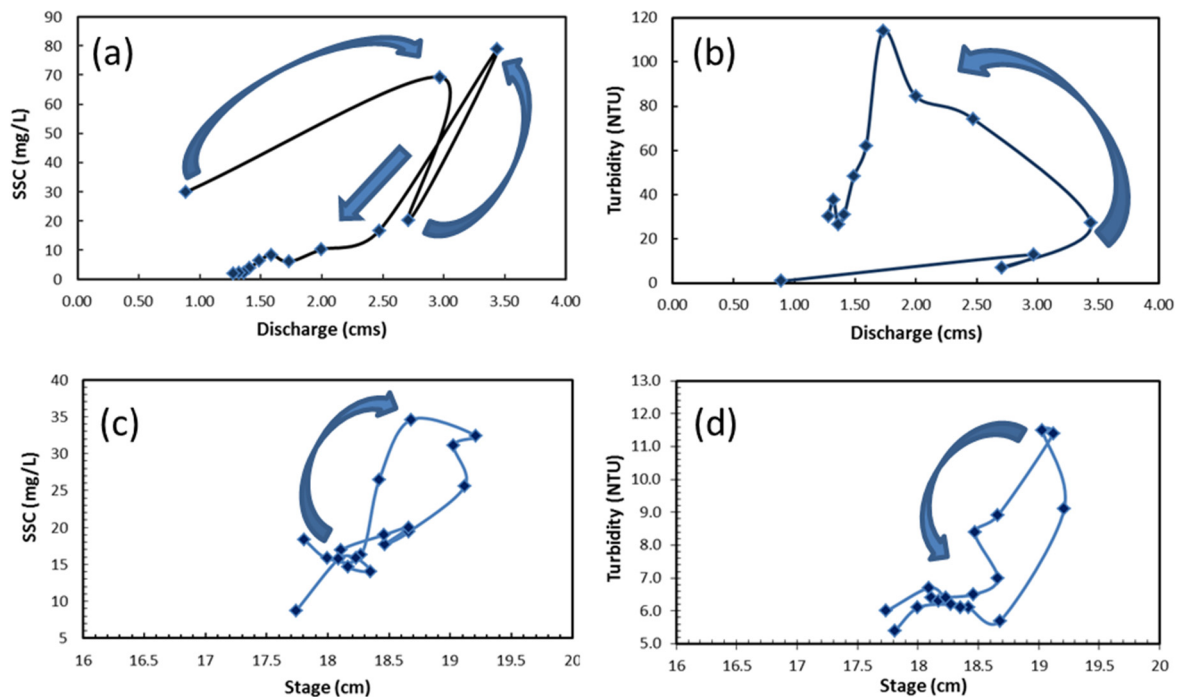 (a)
SSC (mg/L)
90
80
70
60
50
40
30
20
10
0
0.00 0.50 1.00 1.50 2.00 2.50 3.00 3.50 4.00
Discharge (cms)
(b)
Turbidity (NTU)
120
100
80
60
40
20
0
0.00 0.50 1.00 1.50 2.00 2.50 3.00 3.50 4.00
Discharge (cms)
(c)
SSC (mg/L)
40
35
30
25
20
15
10
5
16 16.5 17 17.5 18 18.5 19 19.5 20
Stage (cm)
(d)
Turbidity (NTU)
13.0
12.0
11.0
10.0
9.0
8.0
7.0
6.0
5.0
16 16.5 17 17.5 18 18.5 19 19.5 20
Stage (cm)